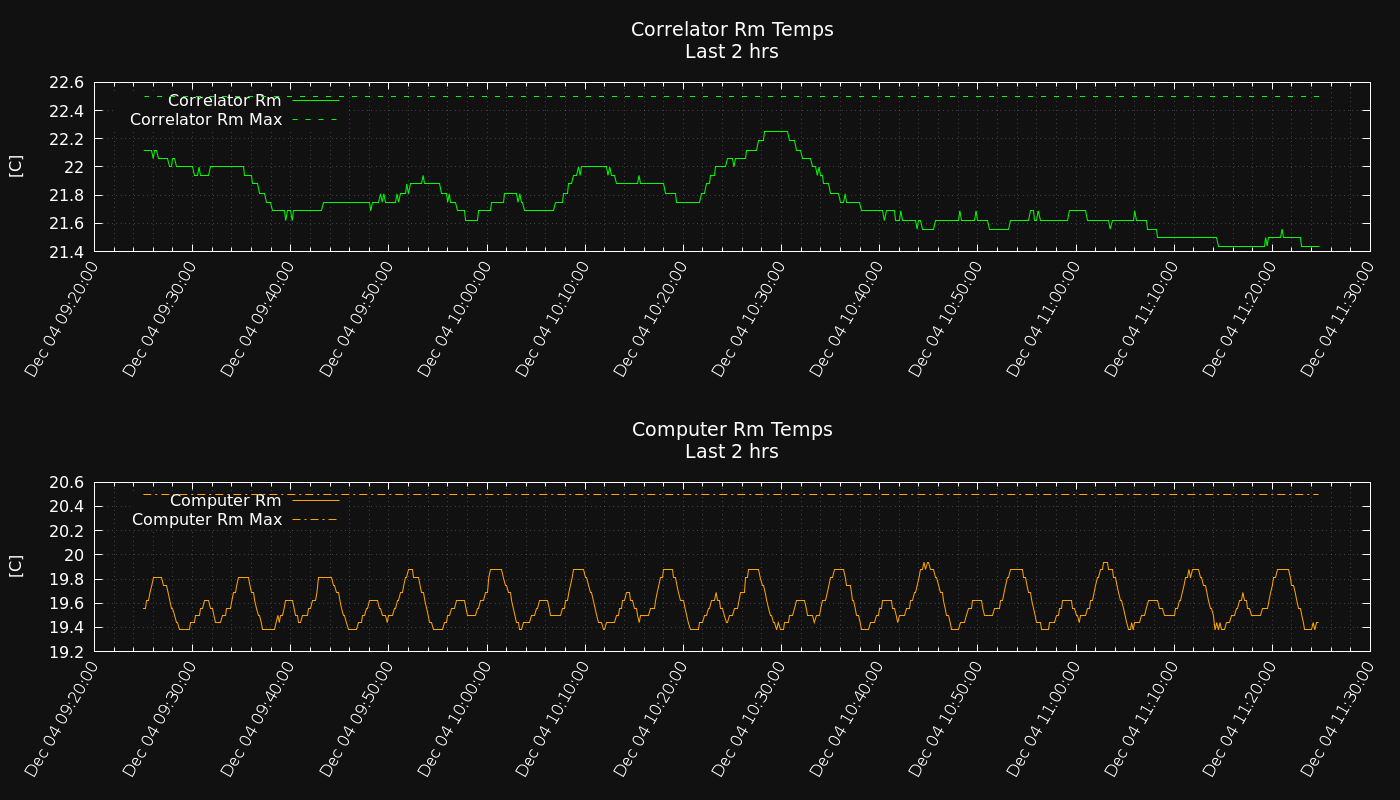 Correlator Rm Temps
Last 2 hrs
22.6
22.4
22.2
22
21.8
21.6
21.4
[C]
Correlator Rm
Correlator Rm Max
Dec 04 09:20:00
Dec 04 09:30:00
Dec 04 09:40:00
Dec 04 09:50:00
Dec 04 10:00:00
Dec 04 10:10:00
Dec 04 10:20:00
Dec 04 10:30:00
Dec 04 10:40:00
Dec 04 10:50:00
Dec 04 11:00:00
Dec 04 11:10:00
Dec 04 11:20:00
Dec 04 11:30:00
Computer Rm Temps
Last 2 hrs
20.6
20.4
20.2
20
19.8
19.6
19.4
19.2
[C]
Computer Rm
Computer Rm Max
Dec 04 09:20:00
Dec 04 09:30:00
Dec 04 09:40:00
Dec 04 09:50:00
Dec 04 10:00:00
Dec 04 10:10:00
Dec 04 10:20:00
Dec 04 10:30:00
Dec 04 10:40:00
Dec 04 10:50:00
Dec 04 11:00:00
Dec 04 11:10:00
Dec 04 11:20:00
Dec 04 11:30:00